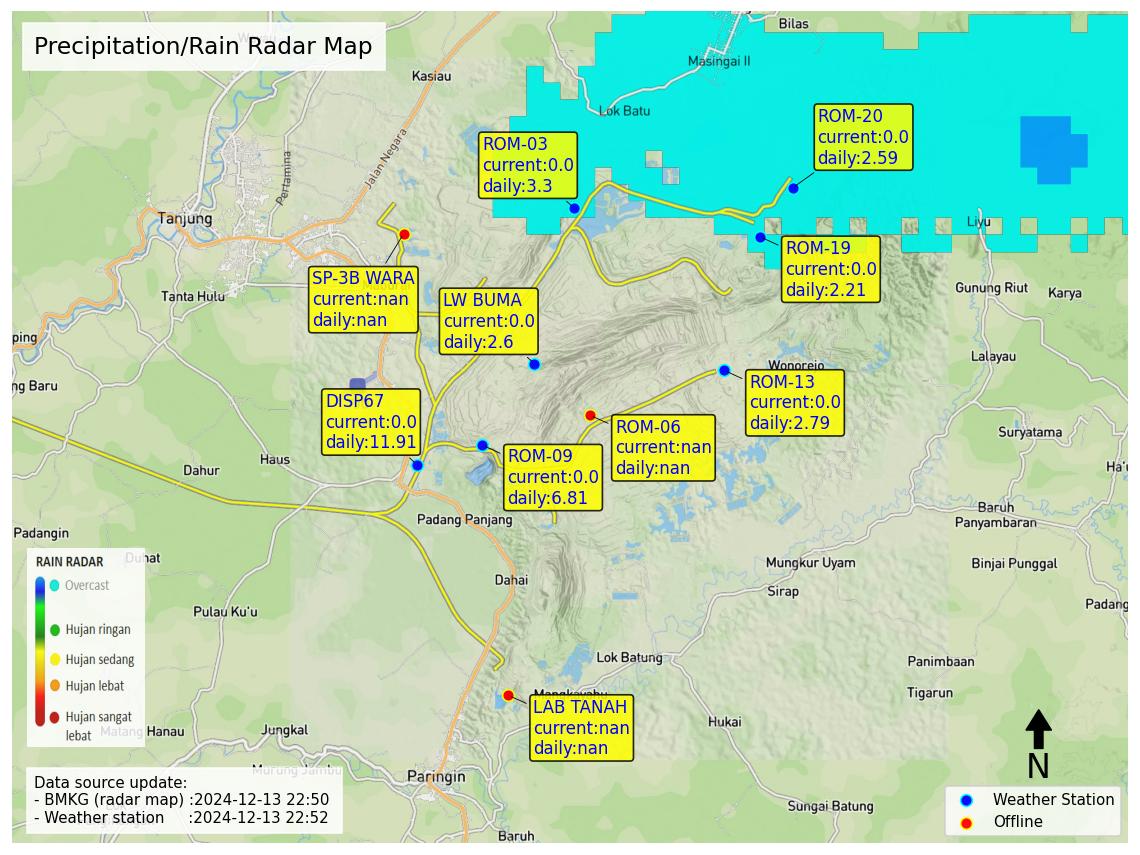 Precipitation/Rain Radar Map
Bilas
Masingai II
Kasiau
Lok Batu
Jalan Negara
Pertamina
Tanjung
Tanta Hulu
ROM-03
current:0.0
daily:3.3
ROM-20
current:0.0
daily:2.59
Liyu
ROM-19
current:0.0
daily:2.21
SP-3B WARA
current:nan
daily:nan
LW BUMA
current:0.0
daily:2.6
Gunung Riut
Karya
ping
Lalayau
ng Baru
Wonorejo
ROM-13
current:0.0
daily:2.79
DISP67
current:0.0
daily:11.91
ROM-06
current:nan
daily:nan
Suryatama
Haus
Dahur
ROM-09
current:0.0
daily:6.81
Ha'u
Baruh
Panyambaran
Padang Panjang
Padangin
Duhat
Binjai Punggal
Mungkur Uyam
Dahai
Sirap
Padang
Pulau Ku'u
RAIN RADAR
Overcast
Hujan ringan
Hujan sedang
Hujan lebat
Hujan sangat
lebat
Lok Batung
Panimbaan
Tigarun
Mangkayahu
LAB TANAH
current:nan
daily:nan
Hukai
Matang Hanau
Jungkal
Murung Jambu
Paringin
N
Data source update:
- BMKG (radar map) :2024-12-13 22:50
- Weather station :2024-12-13 22:52
Weather Station
Offline
Sungai Batung
Baruh